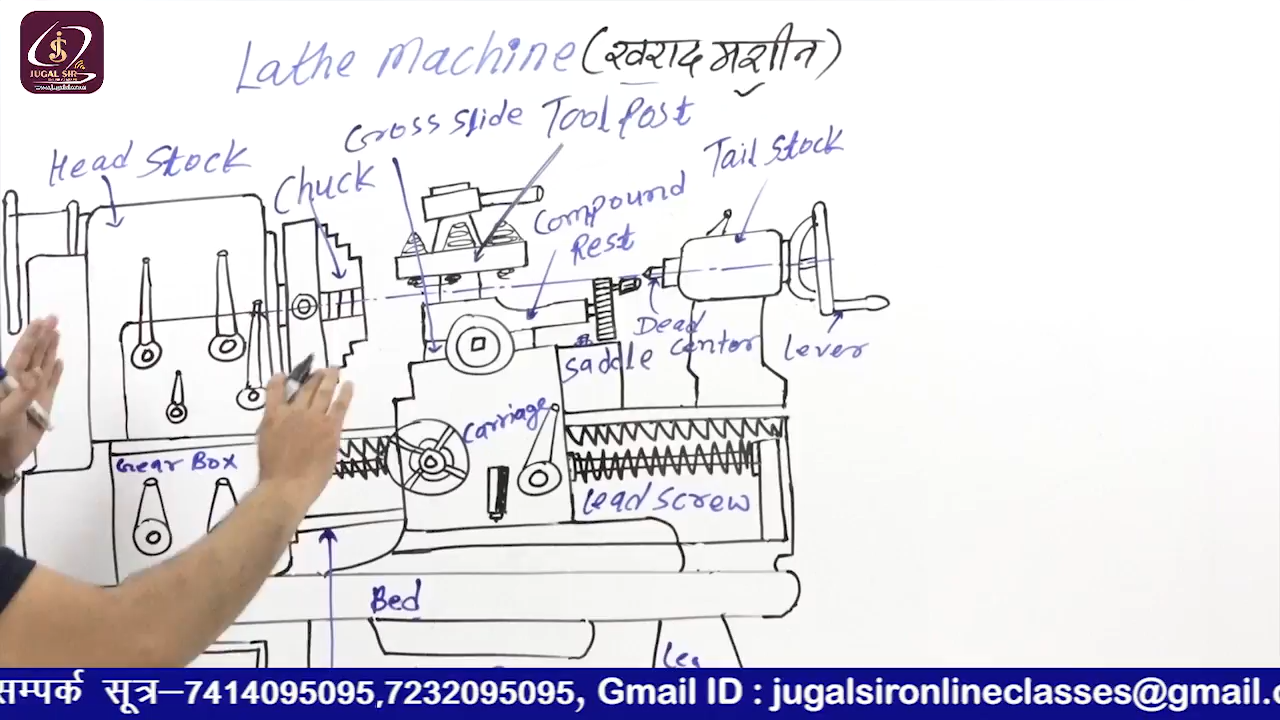 JUGAL SIR
Lathe Machine (खराद मशीन)
Cross Slide
Tool Post
Tail Stock
Head Stock
Chuck
Compound
Rest
Dead
Center
Lever
Saddle
Carriage
Gear Box
Lead Screw
Bed
Leg
सम्पर्क सूत्र–7414095095,7232095095, Gmail ID : jugalsironlineclasses@gmail.c